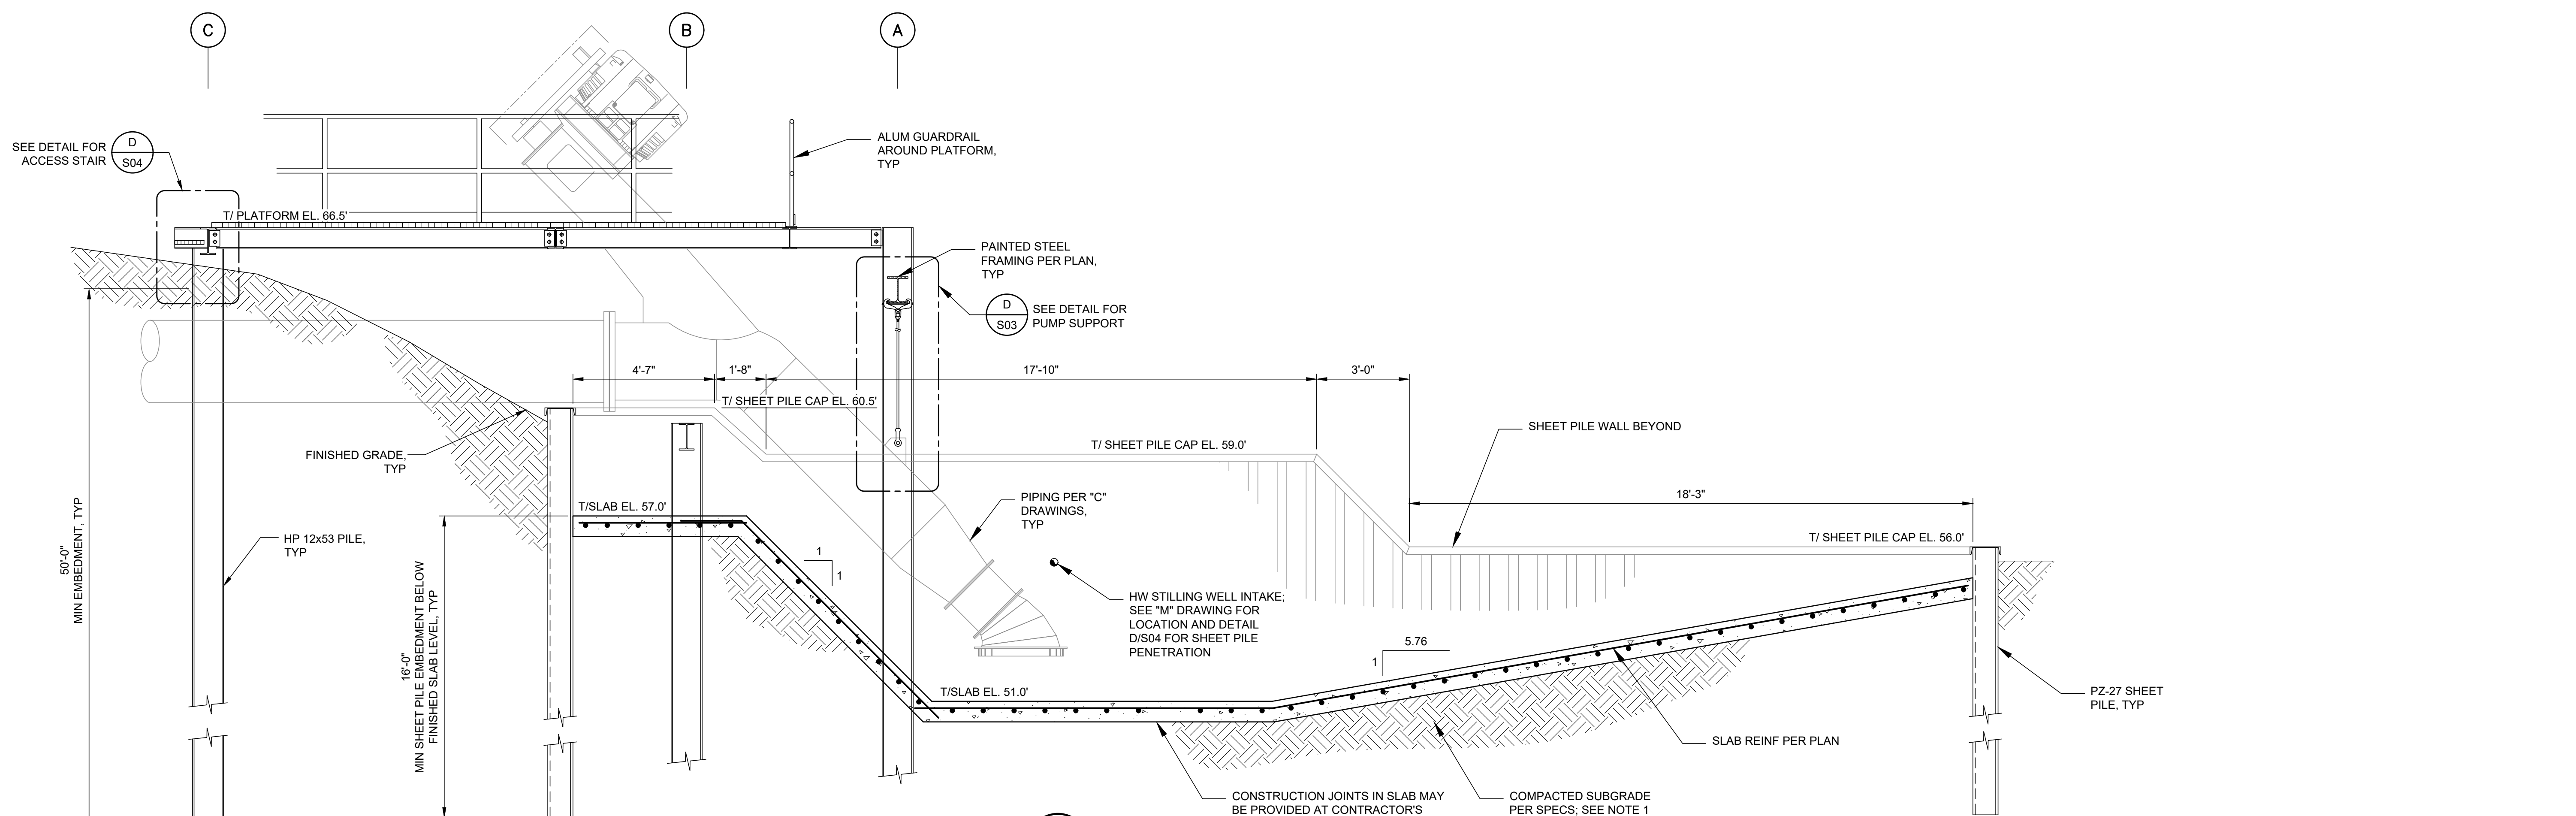 C
B
A
SEE DETAIL FOR
ACCESS STAIR
D
S04
ALUM GUARDRAIL
AROUND PLATFORM,
TYP
T/ PLATFORM EL. 66.5'
PAINTED STEEL
FRAMING PER PLAN,
TYP
D
S03
SEE DETAIL FOR
PUMP SUPPORT
4'-7"
1'-8"
17'-10"
3'-0"
T/ SHEET PILE CAP EL. 60.5'
SHEET PILE WALL BEYOND
T/ SHEET PILE CAP EL. 59.0'
FINISHED GRADE,
TYP
18'-3"
PIPING PER "C"
DRAWINGS,
TYP
T/SLAB EL. 57.0'
T/ SHEET PILE CAP EL. 56.0'
HP 12x53 PILE,
TYP
50'-0"
MIN EMBEDMENT, TYP
16'-0"
MIN SHEET PILE EMBEDMENT BELOW
FINISHED SLAB LEVEL, TYP
1
1
HW STILLING WELL INTAKE;
SEE "M" DRAWING FOR
LOCATION AND DETAIL
D/S04 FOR SHEET PILE
PENETRATION
5.76
1
T/SLAB EL. 51.0'
PZ-27 SHEET
PILE, TYP
SLAB REINF PER PLAN
CONSTRUCTION JOINTS IN SLAB MAY
BE PROVIDED AT CONTRACTOR'S
COMPACTED SUBGRADE
PER SPECS; SEE NOTE 1